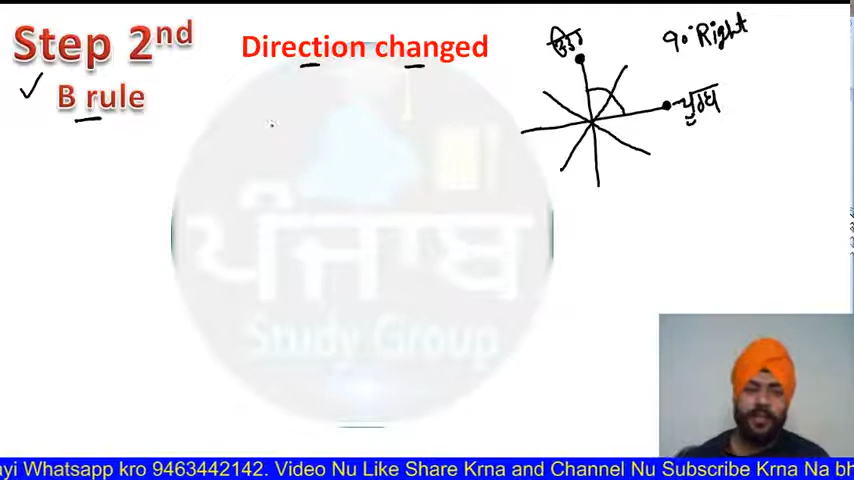 Step 2nd
B rule
Direction changed
ਉੱਤਰ
90° Right
ਪੂਰਬ
ਪੰਜਾਬ
Study Group
ayi Whatsapp kro 9463442142. Video Nu Like Share Krna and Channel Nu Subscribe Krna Na bh